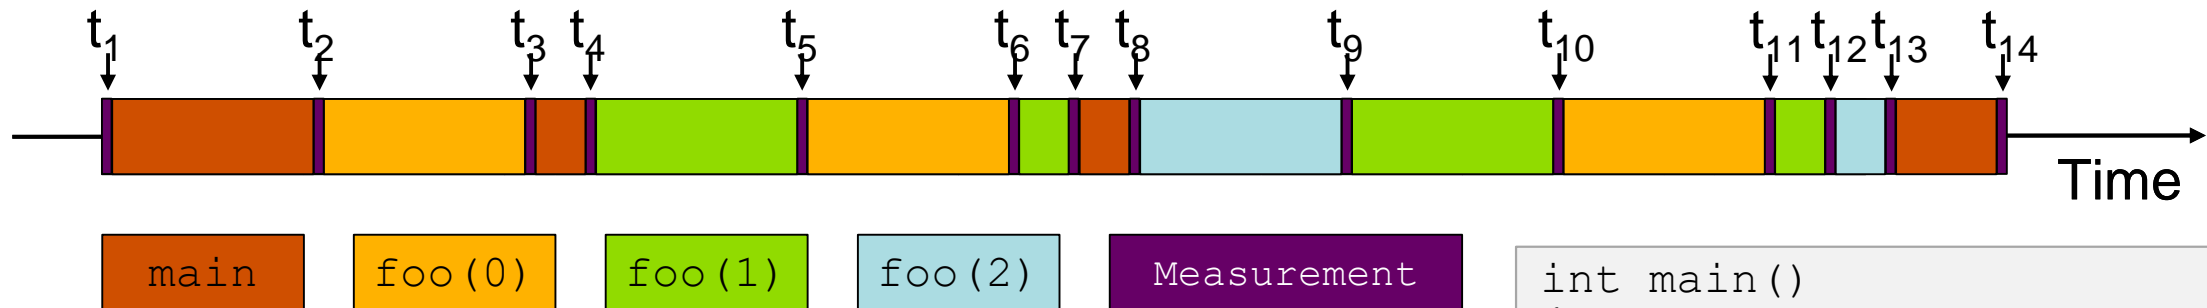 t1 t2 t3 t4 t5 t6 t7 t8 t9 t10 t11 t12 t13 t14
Time
main foo(0) foo(1) foo(2) Measurement
int main()